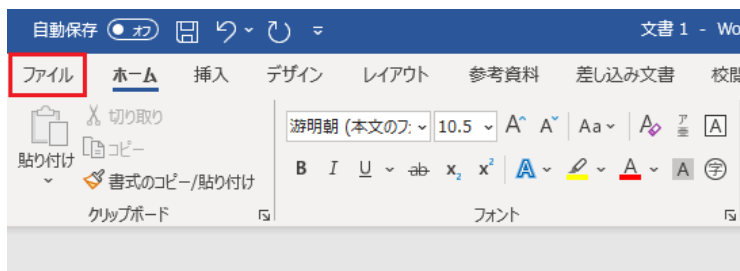 自動保存 オフ 文書 1 - Wo
ファイル ホーム 挿入 デザイン レイアウト 参考資料 差し込み文書 校閲
切り取り
コピー
貼り付け
書式のコピー/貼り付け
クリップボード
游明朝 (本文のフ: 10.5 A A Aa A ア亜 A
B I U ab x₂ x² A A A 字
フォント